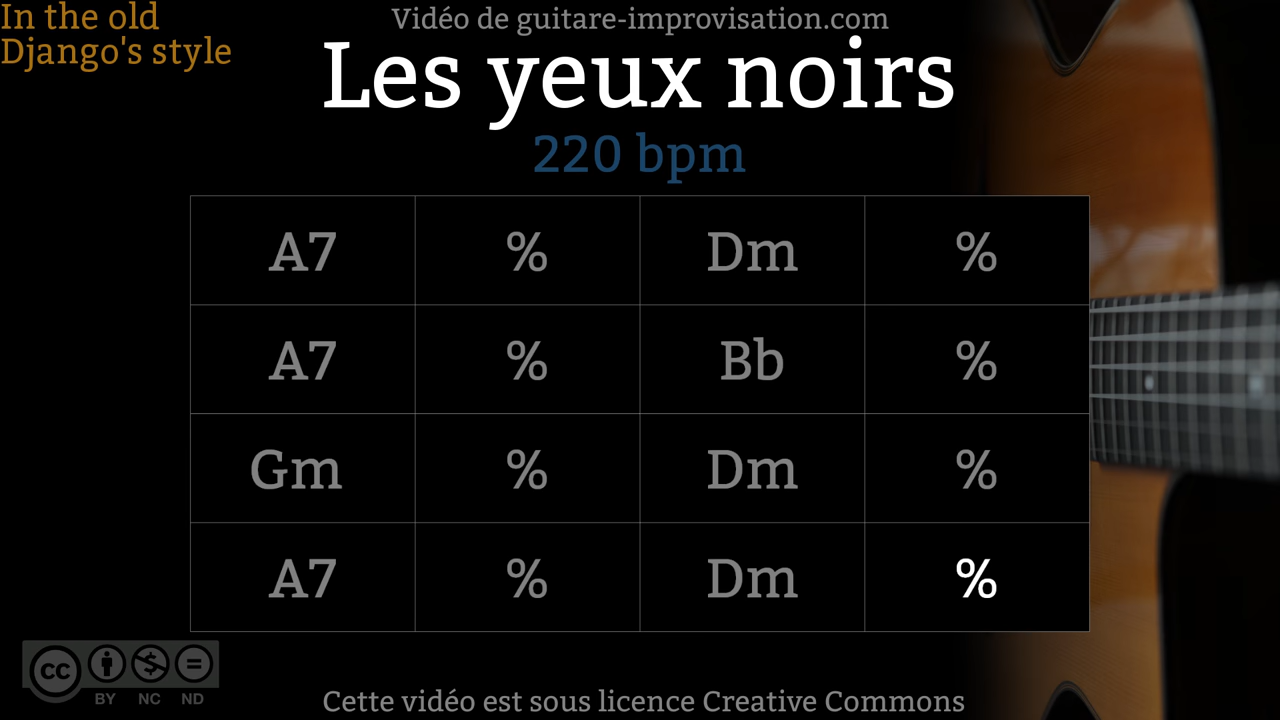 In the old
Django's style
Vidéo de guitare-improvisation.com
Les yeux noirs
220 bpm
A7 % Dm %
A7 % Bb %
Gm % Dm %
A7 % Dm %
cc
BY NC ND
Cette vidéo est sous licence Creative Commons